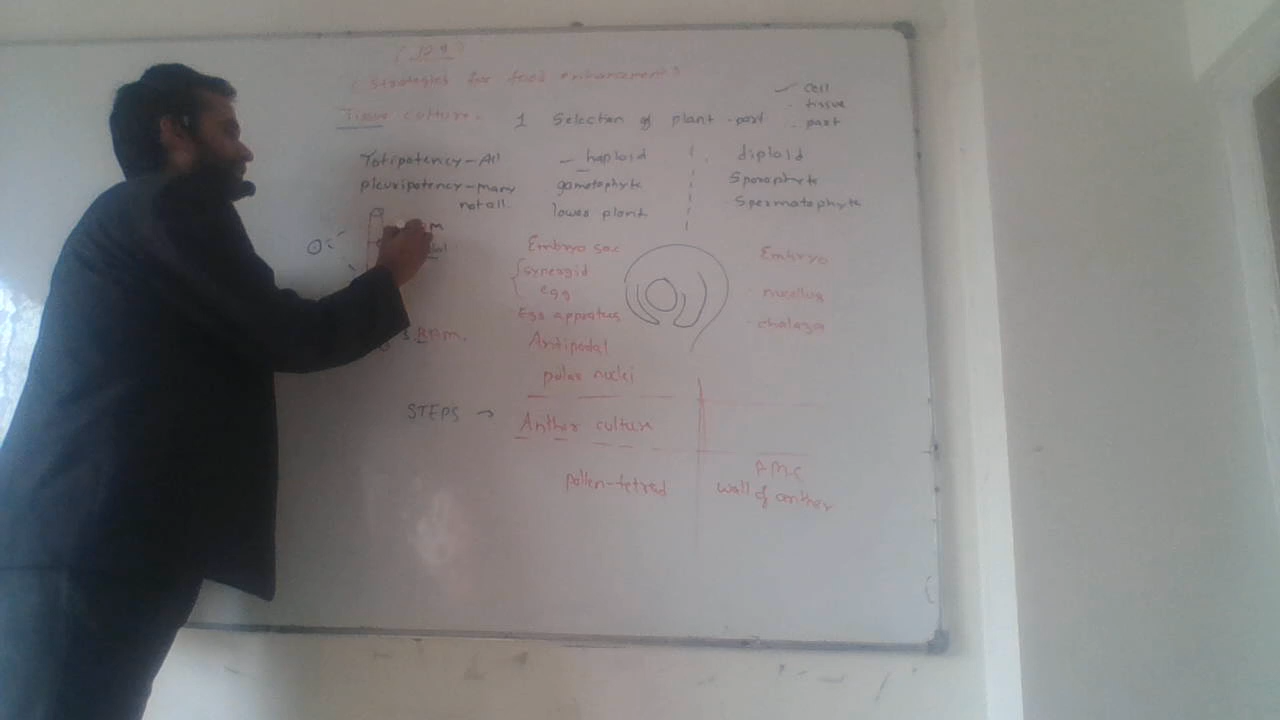 Strategies for food enhancement
Tissue culture. 1 Selection of plant part
✓ cell
tissue
part
Totipotency - All
pleuripotency - many
not all
- haploid
gametophyte
lower plant
diploid
Sporophyte
Spermatophyte
Embryo sac
synergid
egg
Egg apparatus
Antipodal
polar nuclei
Embryo
nucellus
chalaza
STEPS → Anther culture
pollen-tetrad
P.M.C
wall of anther